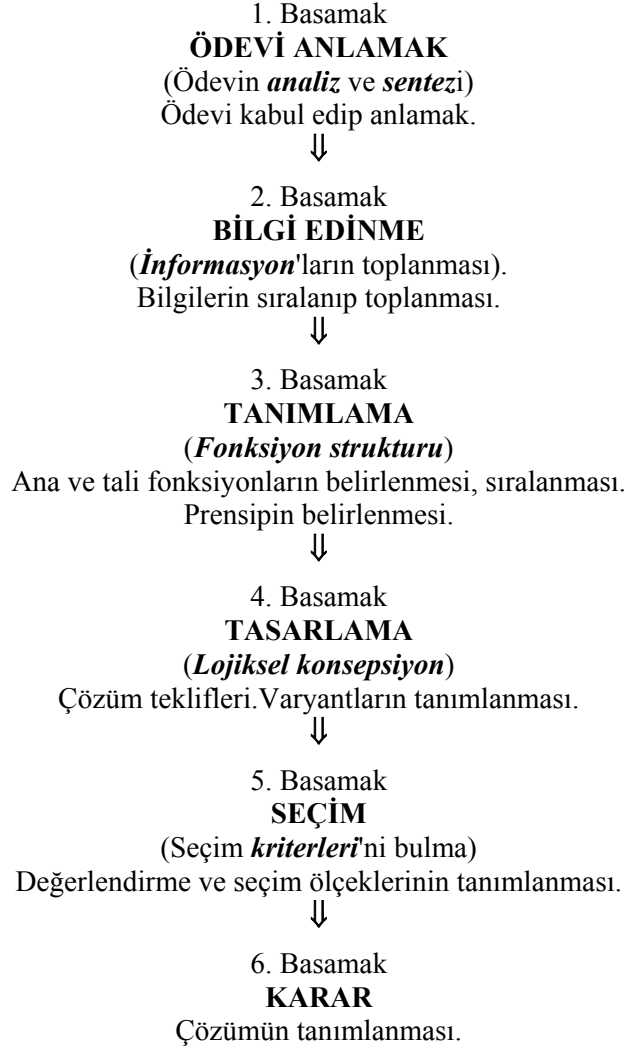 1. Basamak
ÖDEVİ ANLAMAK
(Ödevin analiz ve sentezi)
Ödevi kabul edip anlamak.
⇓
2. Basamak
BİLGİ EDİNME
(İnformasyon'ların toplanması).
Bilgilerin sıralanıp toplanması.
⇓
3. Basamak
TANIMLAMA
(Fonksiyon strukturu)
Ana ve tali fonksiyonların belirlenmesi, sıralanması.
Prensipin belirlenmesi.
⇓
4. Basamak
TASARLAMA
(Lojiksel konsepsiyon)
Çözüm teklifleri.Varyantların tanımlanması.
⇓
5. Basamak
SEÇİM
(Seçim kriterleri'ni bulma)
Değerlendirme ve seçim ölçeklerinin tanımlanması.
⇓
6. Basamak
KARAR
Çözümün tanımlanması.